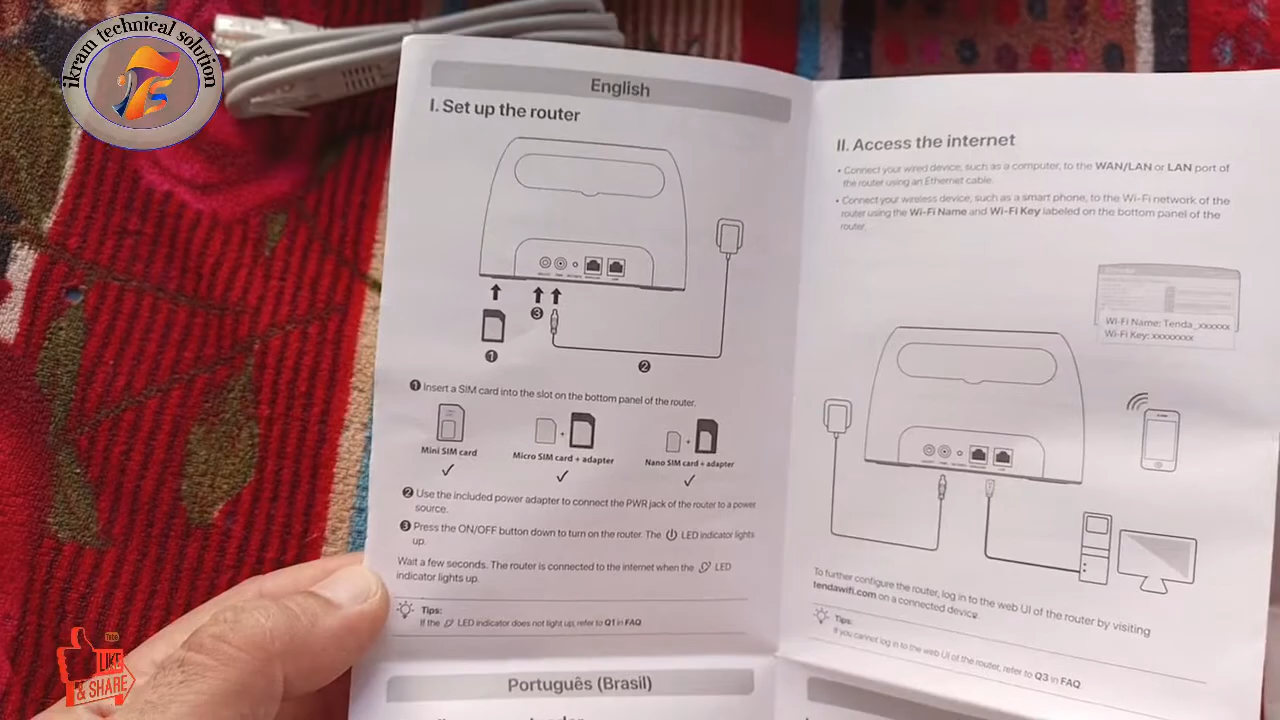 ikram technical solution
English
I. Set up the router
❸
❶
❷
❶ Insert a SIM card into the slot on the bottom panel of the router.
+
+
Mini SIM card
Micro SIM card + adapter
Nano SIM card + adapter
✓
✓
✓
❷ Use the included power adapter to connect the PWR jack of the router to a power
source.
❸ Press the ON/OFF button down to turn on the router. The LED indicator lights
up.
Wait a few seconds. The router is connected to the internet when the LED
indicator lights up.
Tips:
If the LED indicator does not light up, refer to Q1 in FAQ
Português (Brasil)
II. Access the internet
• Connect your wired device, such as a computer, to the WAN/LAN or LAN port of
the router using an Ethernet cable.
• Connect your wireless device, such as a smart phone, to the Wi-Fi network of the
router using the Wi-Fi Name and Wi-Fi Key labeled on the bottom panel of the
router.
Wi-Fi Name: Tenda_xxxxxx
Wi-Fi Key: xxxxxxxx
To further configure the router, log in to the web UI of the router by visiting
tendawifi.com on a connected device.
Tips:
If you cannot log in to the web UI of the router, refer to Q3 in FAQ
LIKE
& SHARE